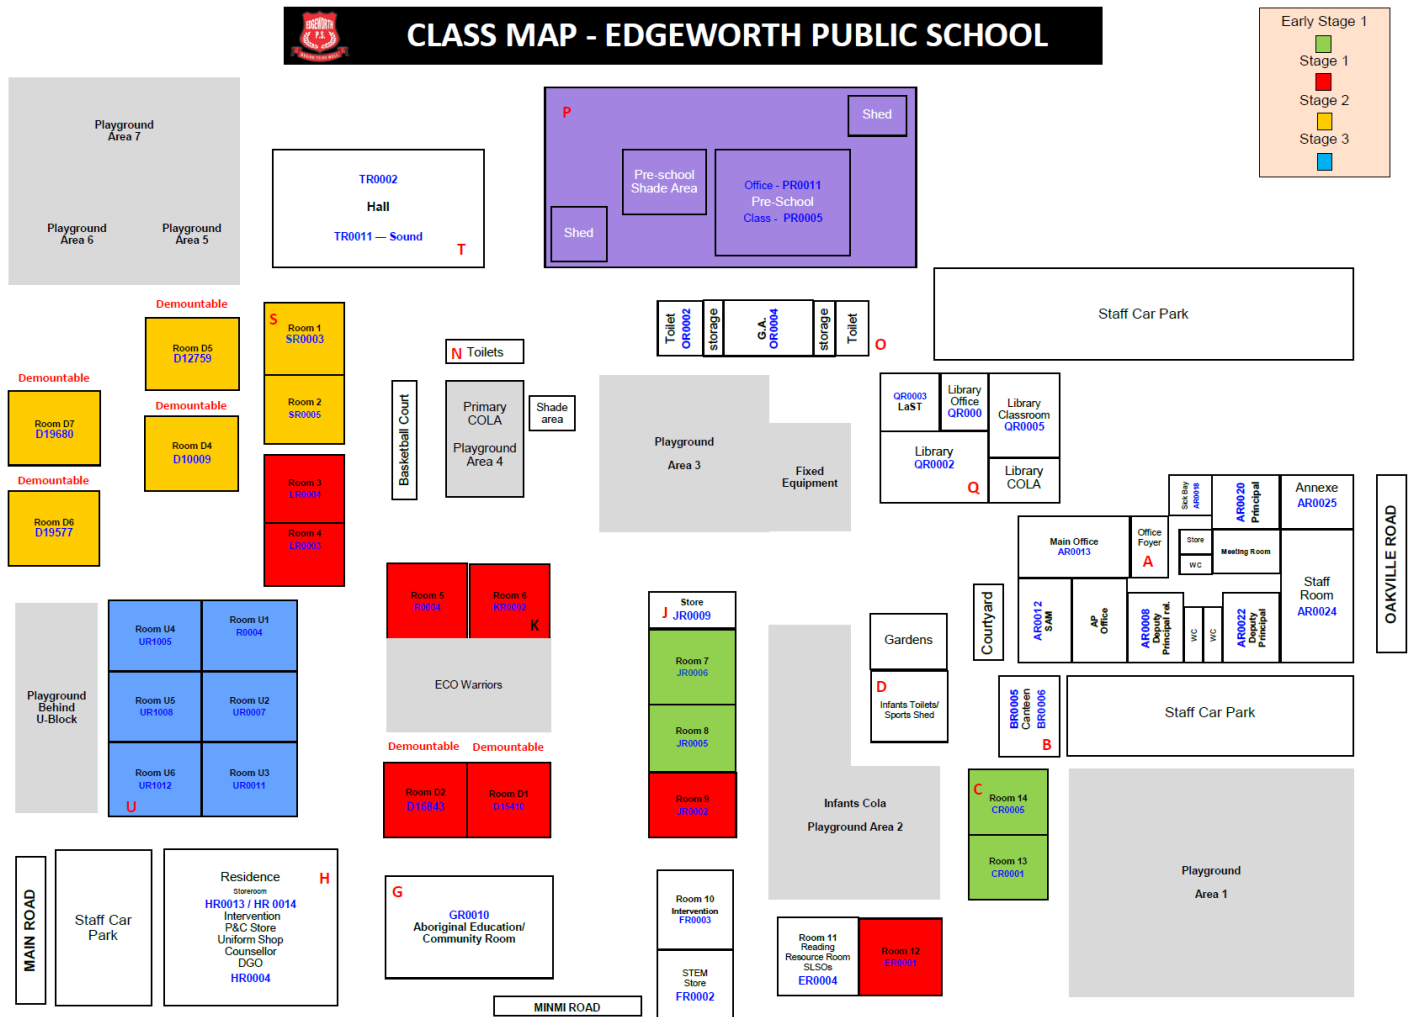 EDGEWORTH
P.S.
CLASS MAP - EDGEWORTH PUBLIC SCHOOL
Early Stage 1
Stage 1
Stage 2
Stage 3
Playground
Area 7
Playground
Area 6
Playground
Area 5
TR0002
Hall
TR0011 — Sound
T
P
Shed
Pre-school
Shade Area
Office - PR0011
Pre-School
Class - PR0005
Shed
Staff Car Park
Demountable
Room D5
D12759
S
Room 1
SR0003
Room 2
SR0005
Demountable
Room D7
D19680
Demountable
Room D4
D10009
Demountable
Room D6
D19577
Room 3
LR0004
Room 4
LR0003
N Toilets
Basketball Court
Primary
COLA
Playground
Area 4
Shade
area
Toilet
OR0002
storage
G.A.
OR0004
storage
Toilet
O
Playground
Area 3
Fixed
Equipment
QR0003
LaST
Library
Office
QR000
Library
Classroom
QR0005
Library
QR0002
Q
Library
COLA
Sick Bay
AR0018
AR0020
Principal
Annexe
AR0025
Main Office
AR0013
Office
Foyer
A
Store
WC
Meeting Room
Staff
Room
AR0024
AR0012
SAM
AP
Office
AR0008
Deputy
Principal rel.
WC
WC
AR0022
Deputy
Principal
OAKVILLE ROAD
Courtyard
Room 5
R0004
Room 6
KR0002
K
ECO Warriors
Demountable
Demountable
Room D2
D16843
Room D1
D15410
J
Store
JR0009
Room 7
JR0006
Room 8
JR0005
Room 9
JR0002
Gardens
D
Infants Toilets/
Sports Shed
BR0005
Canteen
BR0006
B
Staff Car Park
Infants Cola
Playground Area 2
C
Room 14
CR0005
Room 13
CR0001
Playground
Area 1
Playground
Behind
U-Block
Room U4
UR1005
Room U1
R0004
Room U5
UR1008
Room U2
UR0007
Room U6
UR1012
U
Room U3
UR0011
MAIN ROAD
Staff Car
Park
Residence
H
Storeroom
HR0013 / HR 0014
Intervention
P&C Store
Uniform Shop
Counsellor
DGO
HR0004
G
GR0010
Aboriginal Education/
Community Room
MINMI ROAD
Room 10
Intervention
FR0003
STEM
Store
FR0002
Room 11
Reading
Resource Room
SLSOs
ER0004
Room 12
ER0001